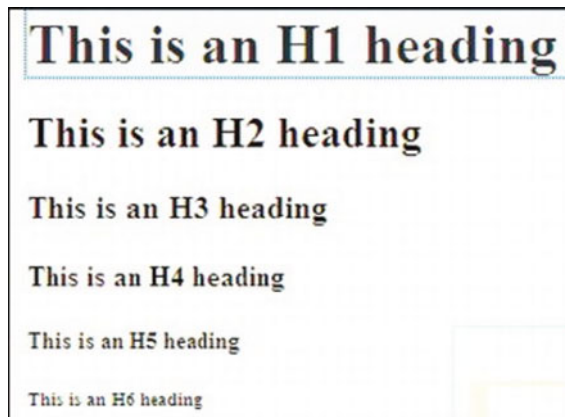 This is an H1 heading
This is an H2 heading
This is an H3 heading
This is an H4 heading
This is an H5 heading
This is an H6 heading